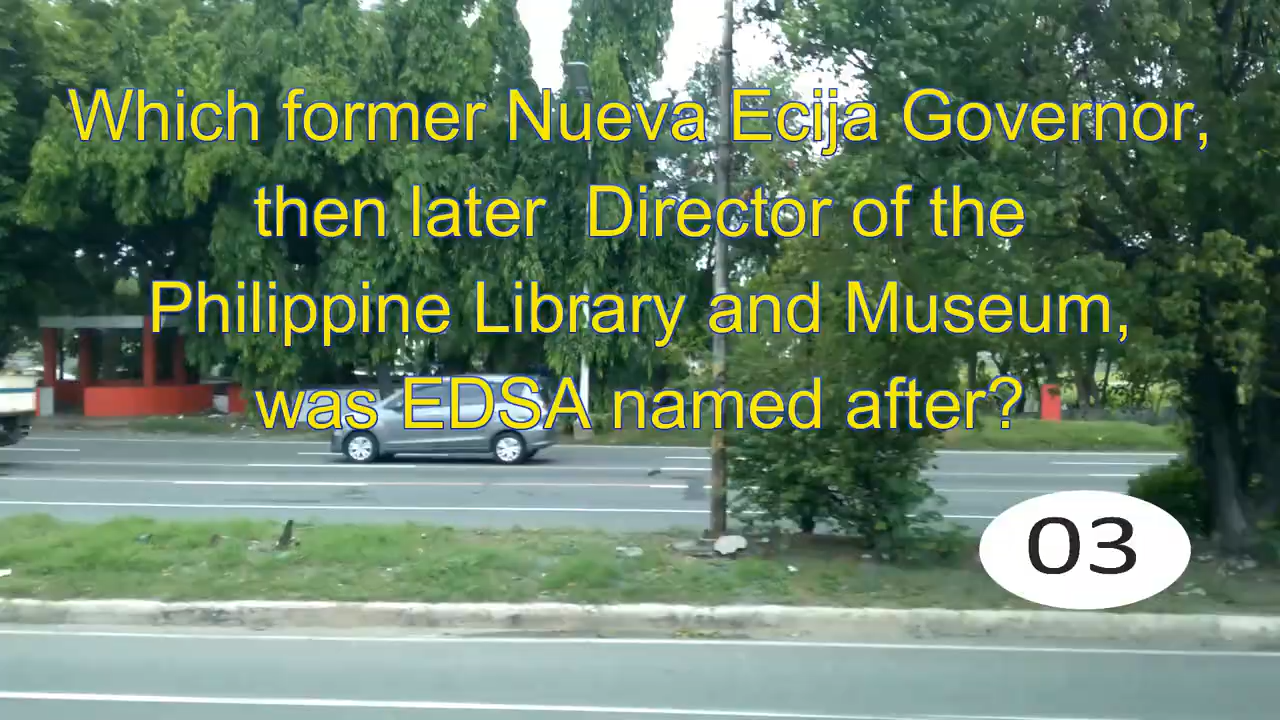 Which former Nueva Ecija Governor,
then later Director of the
Philippine Library and Museum,
was EDSA named after?
03